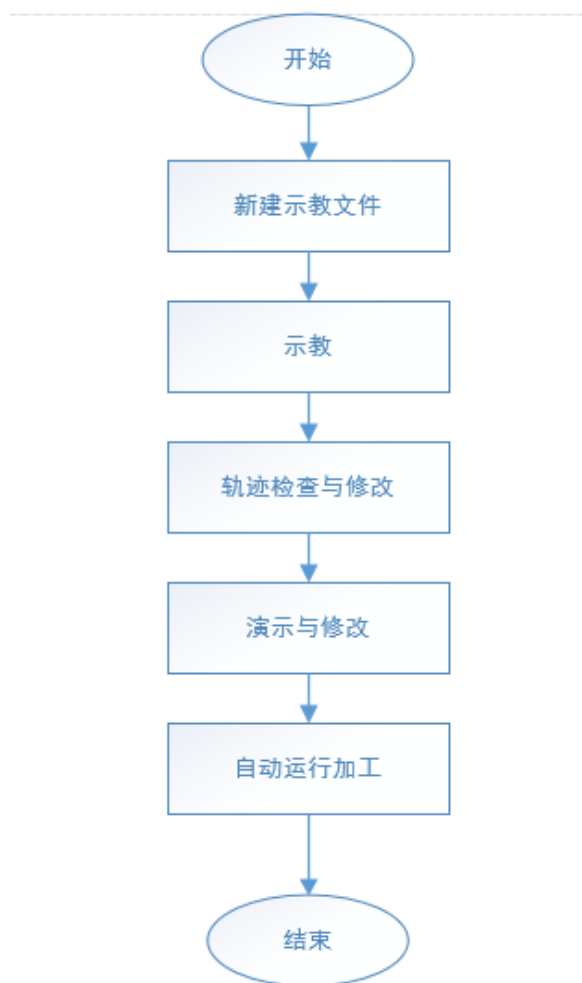 开始
新建示教文件
示教
轨迹检查与修改
演示与修改
自动运行加工
结束